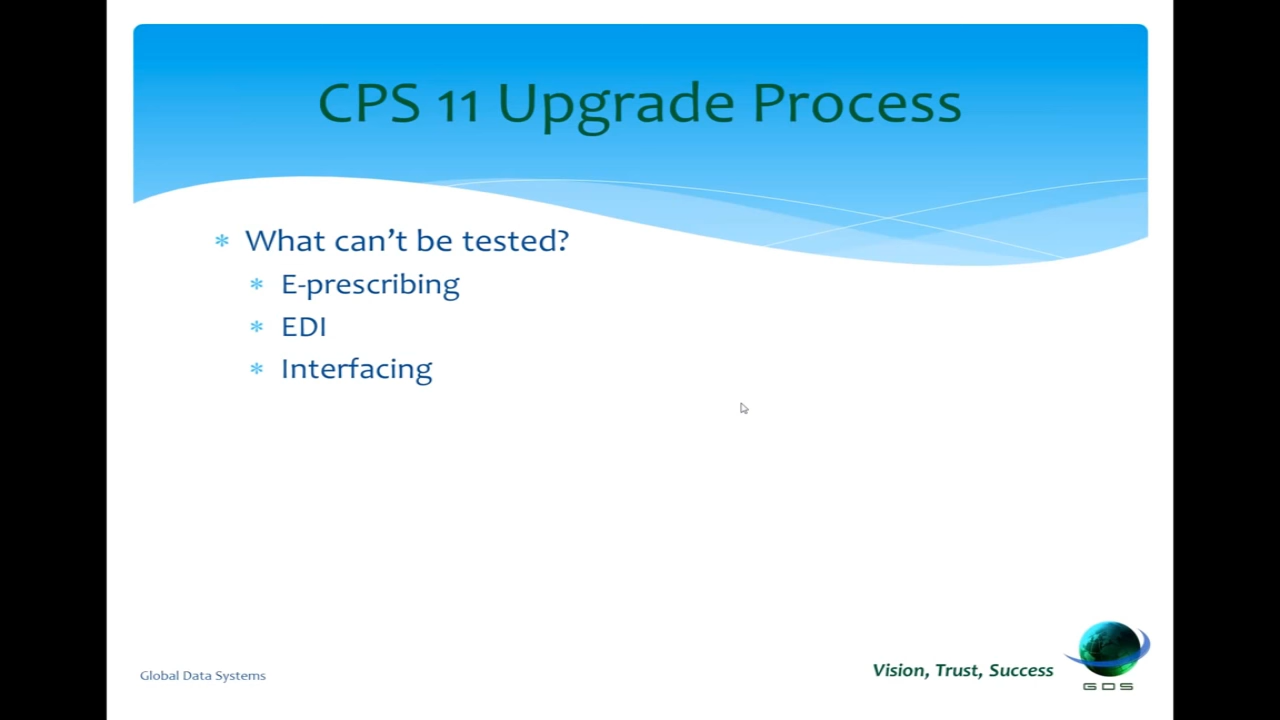 CPS 11 Upgrade Process
What can’t be tested?
E-prescribing
EDI
Interfacing
Global Data Systems
Vision, Trust, Success
GDS